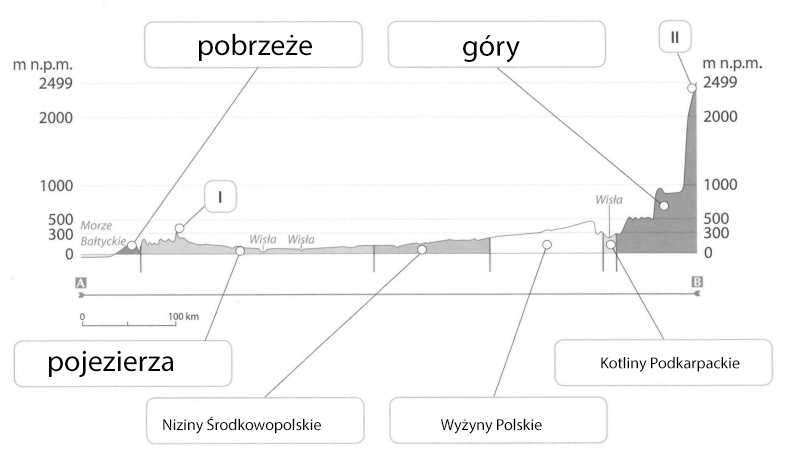 pobrzeże
góry
II
m n.p.m.
2499
2000
1000
500
300
0
m n.p.m.
2499
2000
1000
500
300
0
I
Morze
Bałtyckie
Wisła
Wisła
Wisła
A
B
0
100 km
pojezierza
Kotliny Podkarpackie
Niziny Środkowopolskie
Wyżyny Polskie